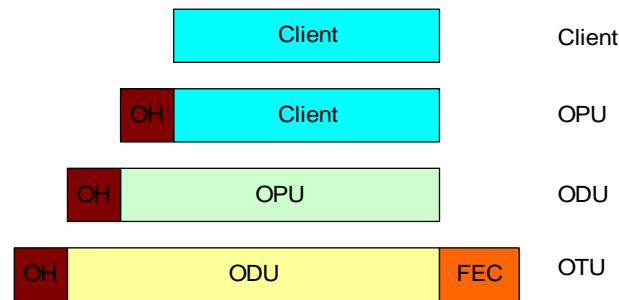 Client Client
OH Client OPU
OH OPU ODU
OH ODU FEC OTU